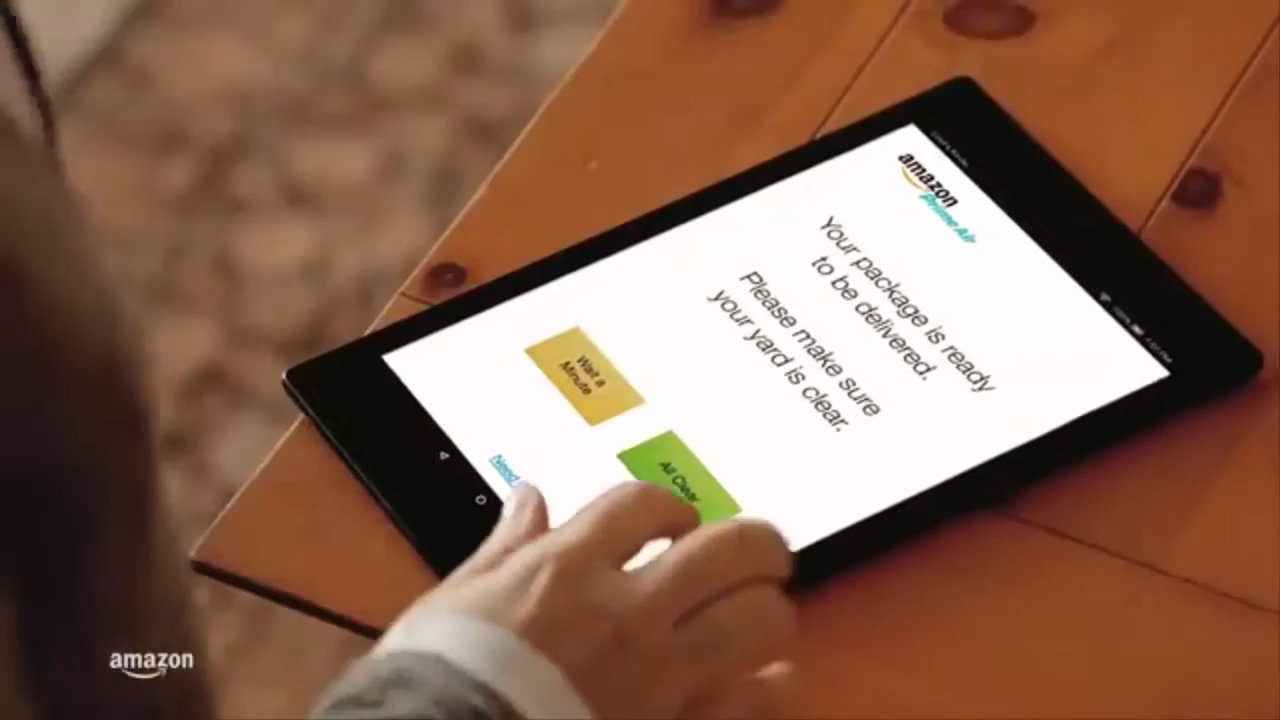 amazon
Prime Air
Your package is ready
to be delivered.
Please make sure
your yard is clear.
Wait a
Minute
All Clear
Need
amazon